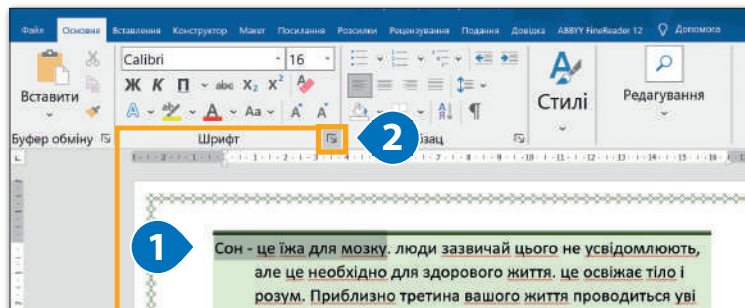 Файл Основне Вставлення Конструктор Макет Посилання Розсилки Рецензування Подання Довідка ABBYY FineReader 12 Допомога
Calibri 16
Ж К П abc X₂ X²
Вставити
Стилі
Редагування
A A Aa A A
Буфер обміну Шрифт
2
1
Сон - це їжа для мозку. люди зазвичай цього не усвідомлюють,
але це необхідно для здорового життя. це освіжає тіло і
розум. Приблизно третина вашого життя проводиться уві